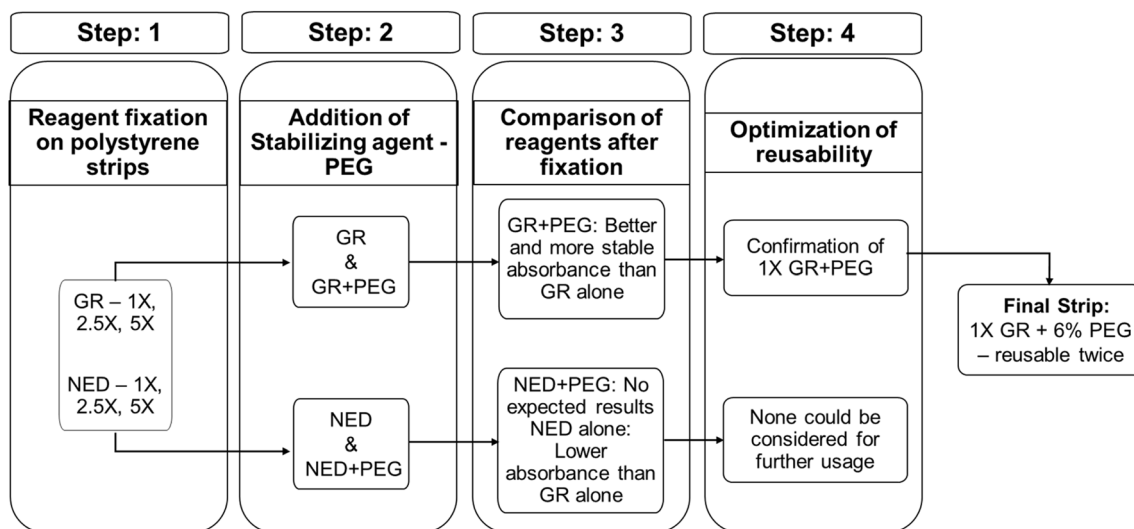 Step: 1
Step: 2
Step: 3
Step: 4
Reagent fixation
on polystyrene
strips
Addition of
Stabilizing agent -
PEG
Comparison of
reagents after
fixation
Optimization of
reusability
GR – 1X,
2.5X, 5X
NED – 1X,
2.5X, 5X
GR
&
GR+PEG
GR+PEG: Better
and more stable
absorbance than
GR alone
Confirmation of
1X GR+PEG
Final Strip:
1X GR + 6% PEG
– reusable twice
NED
&
NED+PEG
NED+PEG: No
expected results
NED alone:
Lower
absorbance than
GR alone
None could be
considered for
further usage